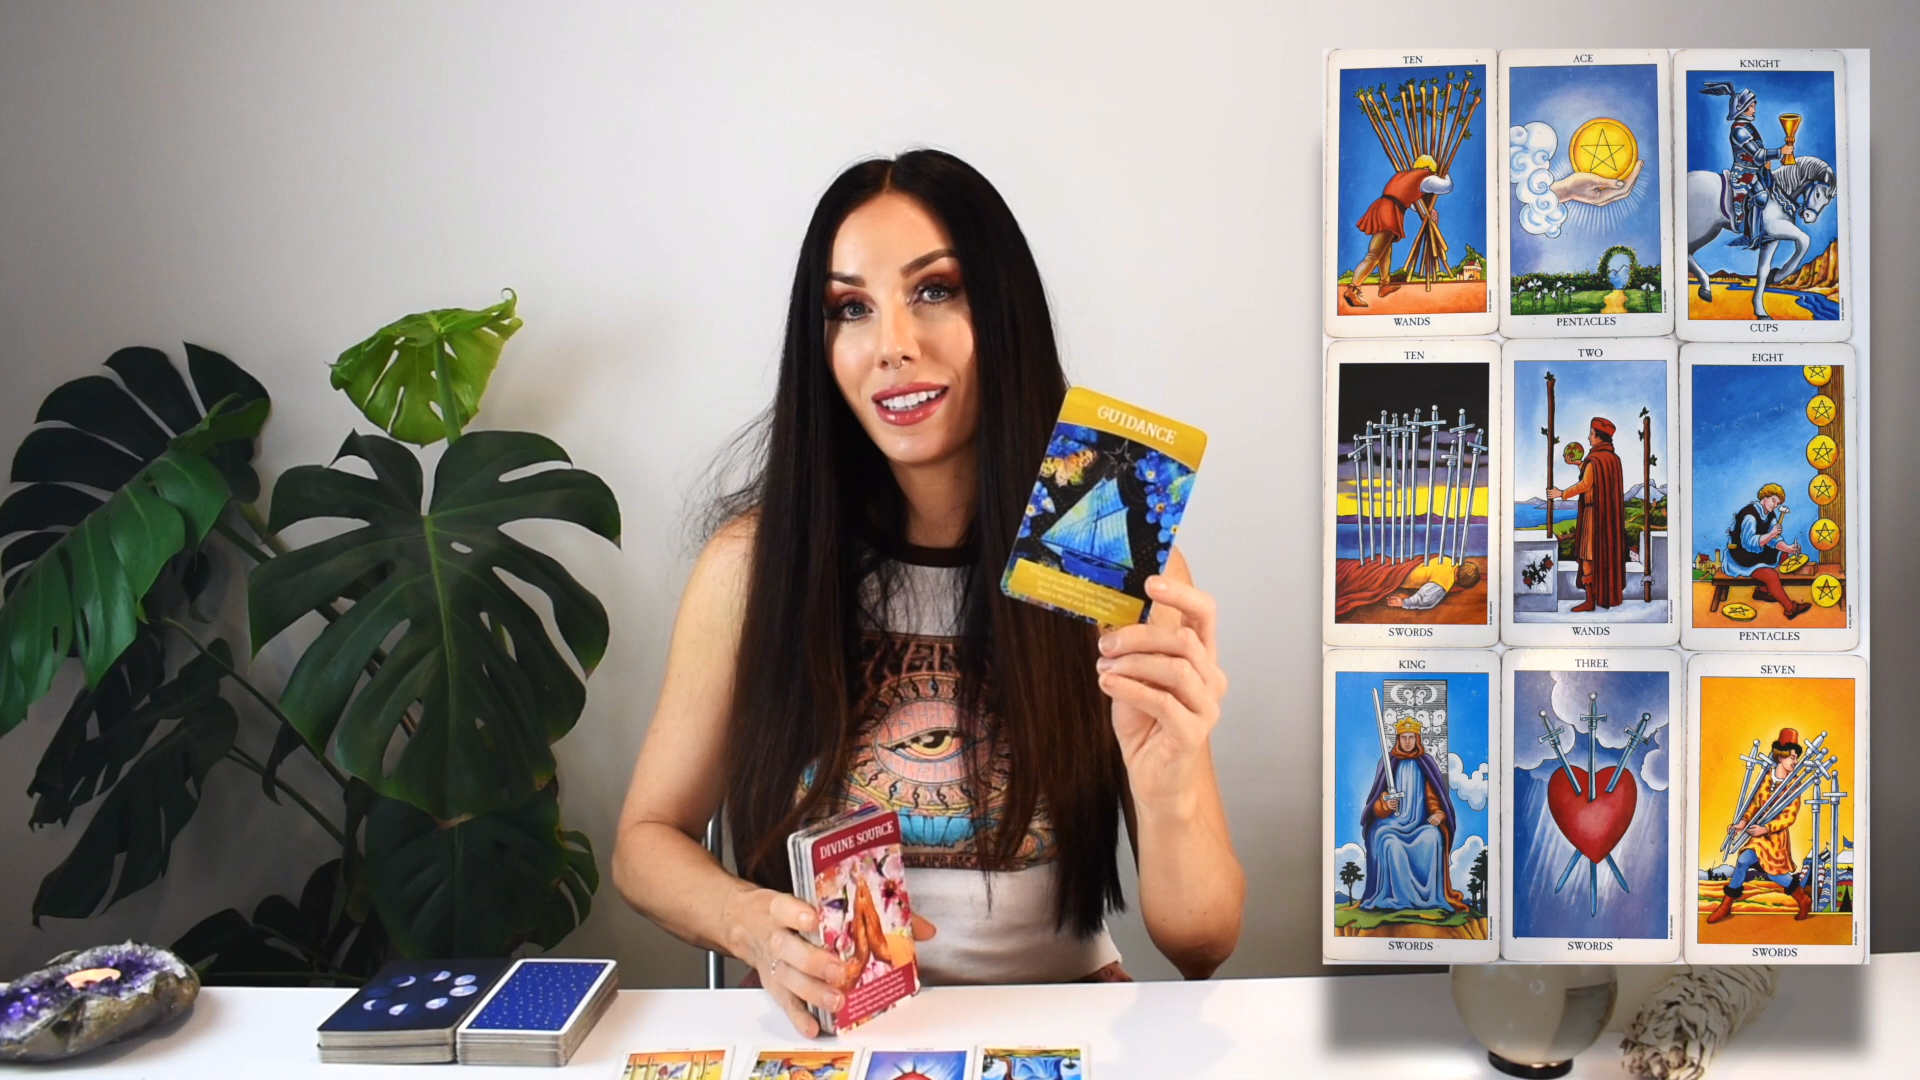 TEN
ACE
KNIGHT
WANDS
PENTACLES
CUPS
TEN
TWO
EIGHT
SWORDS
WANDS
PENTACLES
KING
THREE
SEVEN
SWORDS
SWORDS
SWORDS
GUIDANCE
DIVINE SOURCE